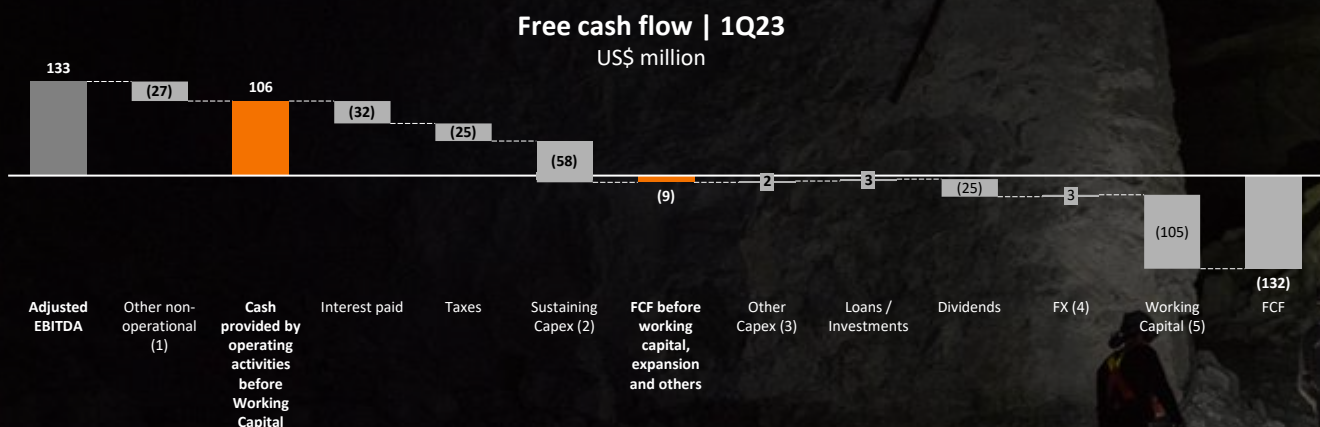 Free cash flow | 1Q23
US$ million
133
(27)
106
(32)
(25)
(58)
(9)
2
3
(25)
3
(105)
(132)
Adjusted
EBITDA
Other non-
operational
(1)
Cash
provided by
operating
activities
before
Working
Capital
Interest paid
Taxes
Sustaining
Capex (2)
FCF before
working
capital,
expansion
and others
Other
Capex (3)
Loans /
Investments
Dividends
FX (4)
Working
Capital (5)
FCF